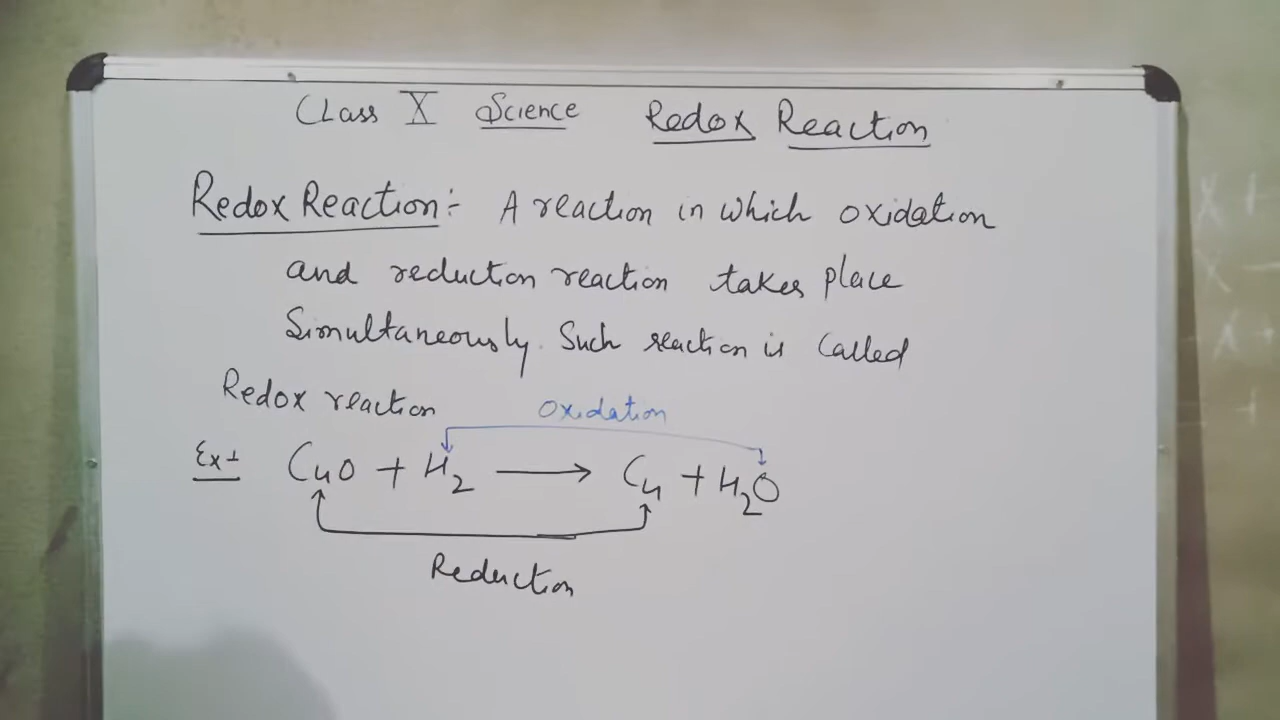 Class X Science Redox Reaction
Redox Reaction:- A reaction in which oxidation
and reduction reaction takes place
Simultaneously. Such reaction is Called
Redox reaction
Oxidation
Ex:- CuO + H₂ ⟶ Cu + H₂O
Reduction